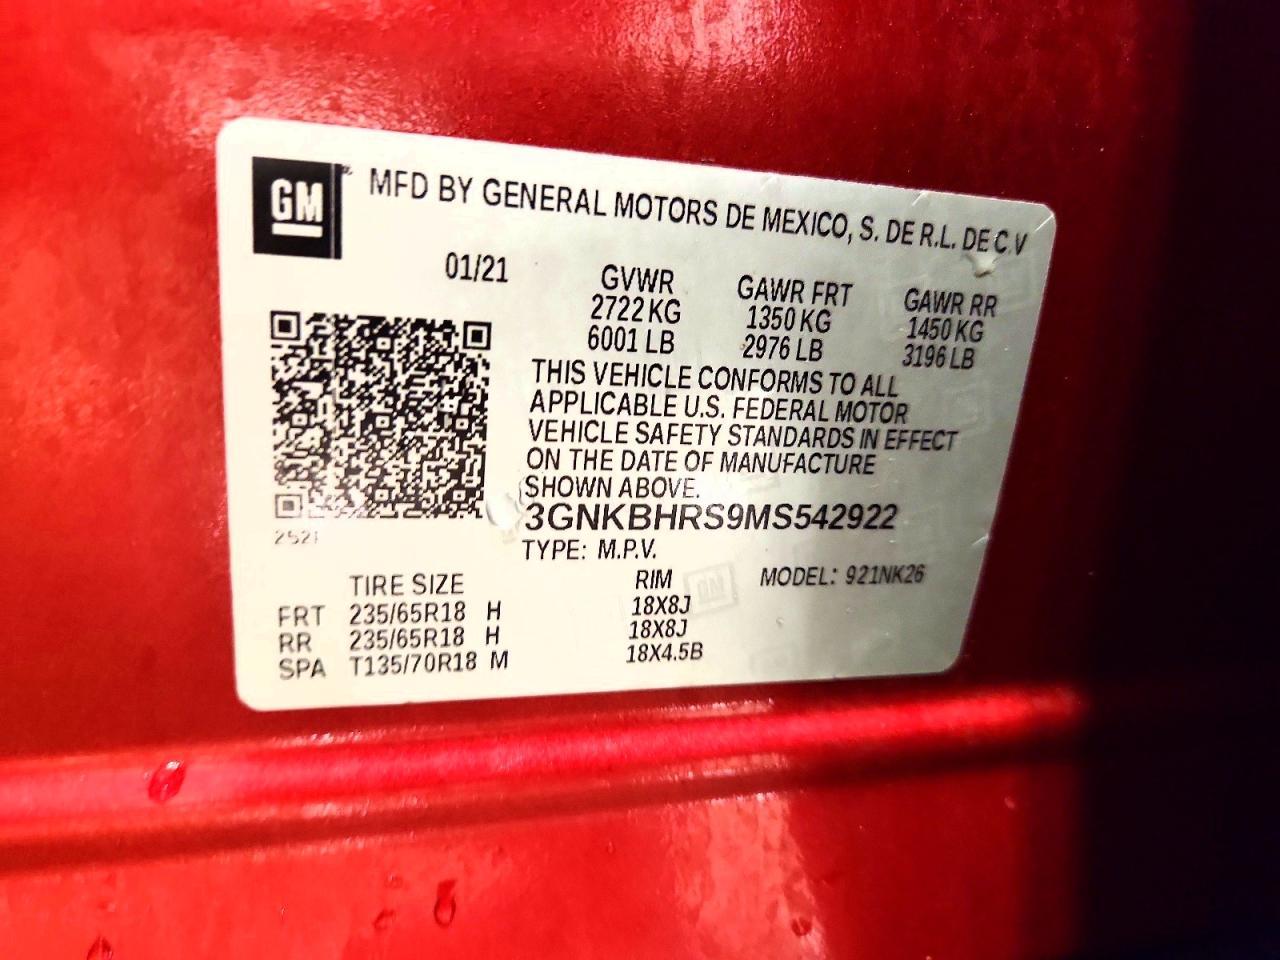 GM
MFD BY GENERAL MOTORS DE MEXICO, S. DE R.L. DE C.V
01/21
GVWR GAWR FRT GAWR RR
2722 KG 1350 KG 1450 KG
6001 LB 2976 LB 3196 LB
THIS VEHICLE CONFORMS TO ALL
APPLICABLE U.S. FEDERAL MOTOR
VEHICLE SAFETY STANDARDS IN EFFECT
ON THE DATE OF MANUFACTURE
SHOWN ABOVE.
3GNKBHRS9MS542922
TYPE: M.P.V. MODEL: 921NK26
TIRE SIZE RIM
FRT 235/65R18 H 18X8J
RR 235/65R18 H 18X8J
SPA T135/70R18 M 18X4.5B